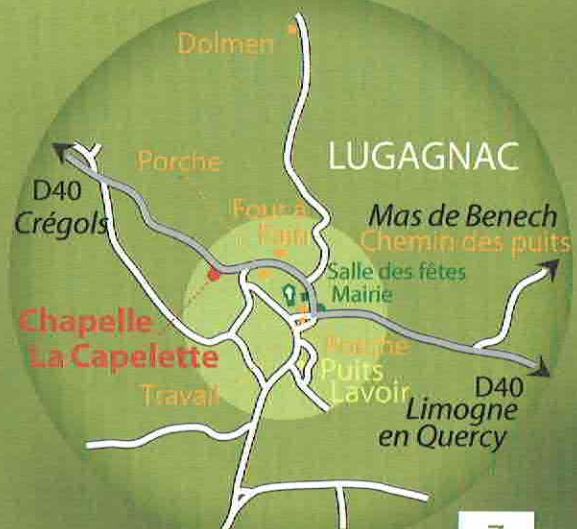 Dolmen
LUGAGNAC
Porche
D40
Crégols
Four à
Pain
Mas de Benech
Chemin des puits
Salle des fêtes
Mairie
Chapelle
La Capelette
Porche
Puits
Lavoir
Travail
D40
Limogne
en Quercy